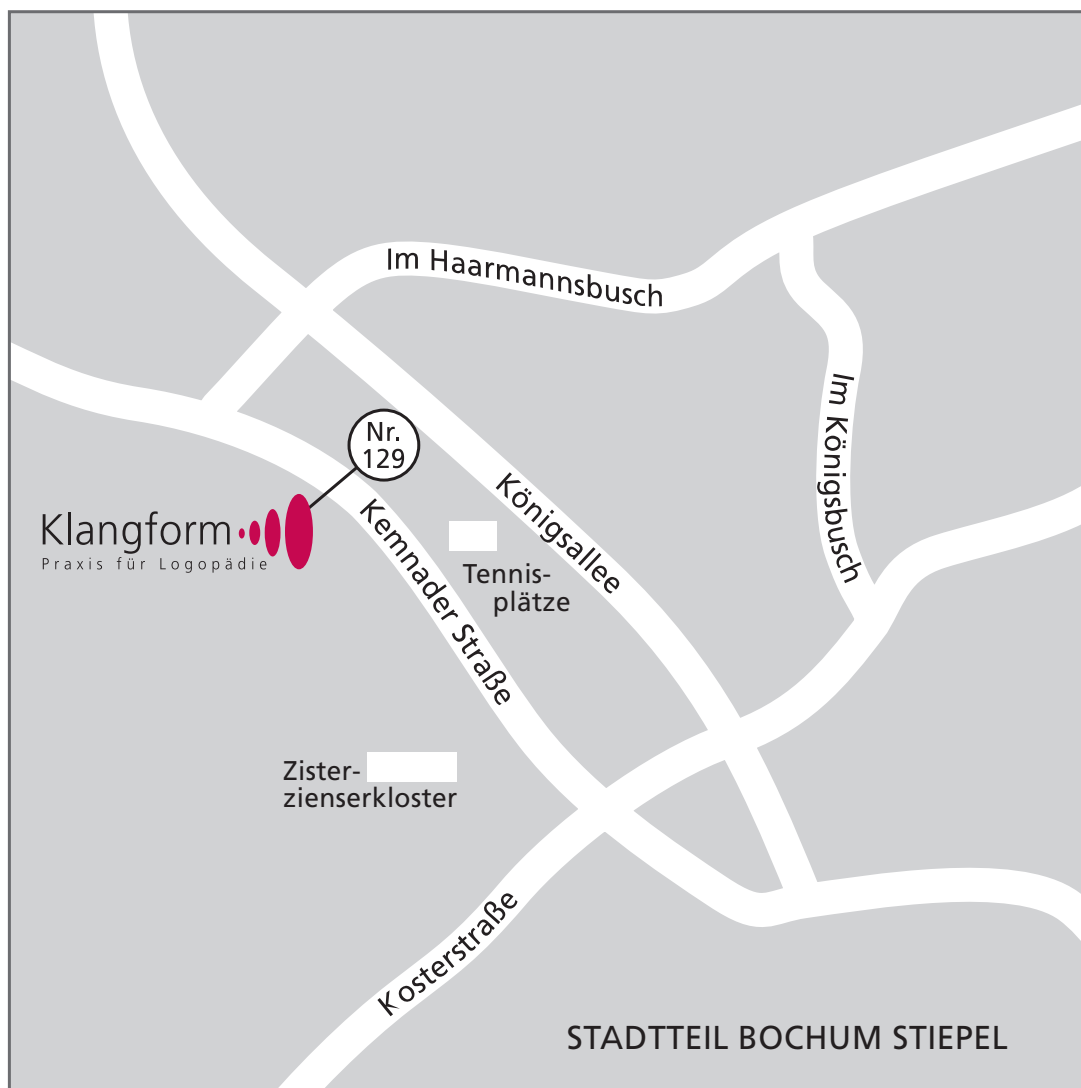 Im Haarmannsbusch
Im Königsbusch
Nr.
129
Klangform
Praxis für Logopädie
Kemnader Straße
Königsallee
Tennis-
plätze
Zister-
zienserkloster
Kosterstraße
STADTTEIL BOCHUM STIEPEL